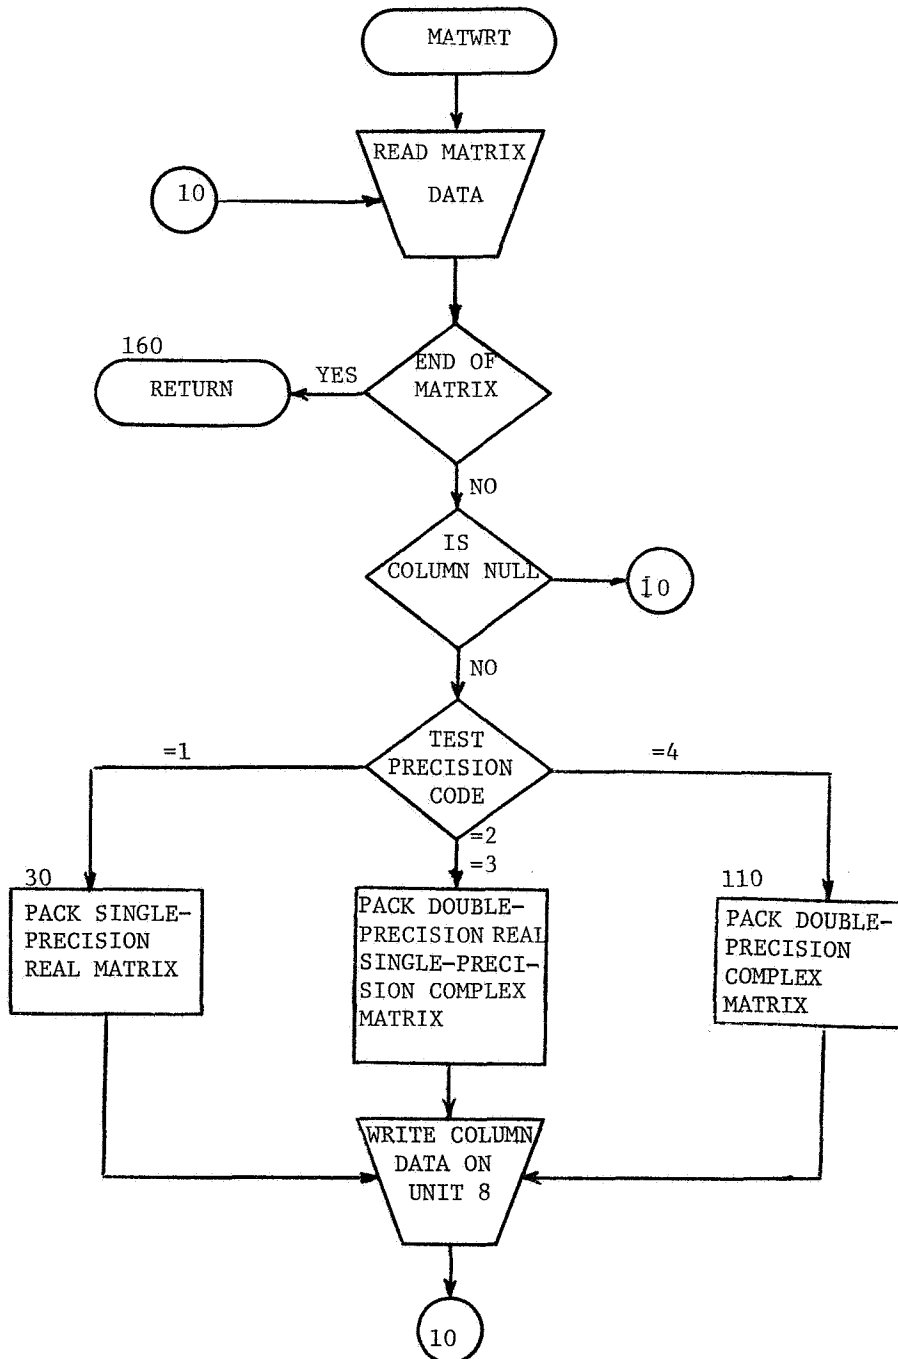 MATWRT
READ MATRIX
DATA
10
160
RETURN
YES
END OF
MATRIX
NO
IS
COLUMN NULL
10
NO
TEST
PRECISION
CODE
=1
=4
=2
=3
30
PACK SINGLE-
PRECISION
REAL MATRIX
PACK DOUBLE-
PRECISION REAL
SINGLE-PRECI-
SION COMPLEX
MATRIX
110
PACK DOUBLE-
PRECISION
COMPLEX
MATRIX
WRITE COLUMN
DATA ON
UNIT 8
10